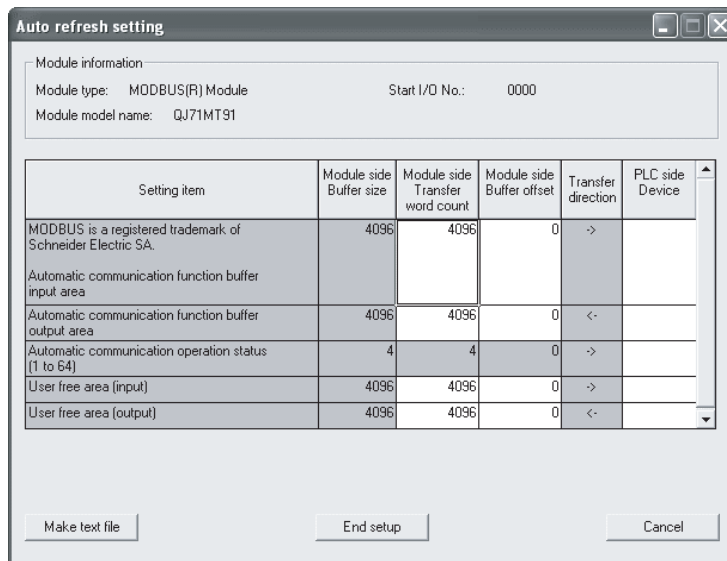 Auto refresh setting
Module information
Module type: MODBUS(R) Module Start I/O No.: 0000
Module model name: QJ71MT91
Setting item
Module side Buffer size
Module side Transfer word count
Module side Buffer offset
Transfer direction
PLC side Device
MODBUS is a registered trademark of
Schneider Electric SA.
Automatic communication function buffer
input area
4096 4096 0 ->
Automatic communication function buffer
output area
4096 4096 0 <-
Automatic communication operation status
(1 to 64)
4 4 0 ->
User free area (input) 4096 4096 0 ->
User free area (output) 4096 4096 0 <-
Make text file End setup Cancel